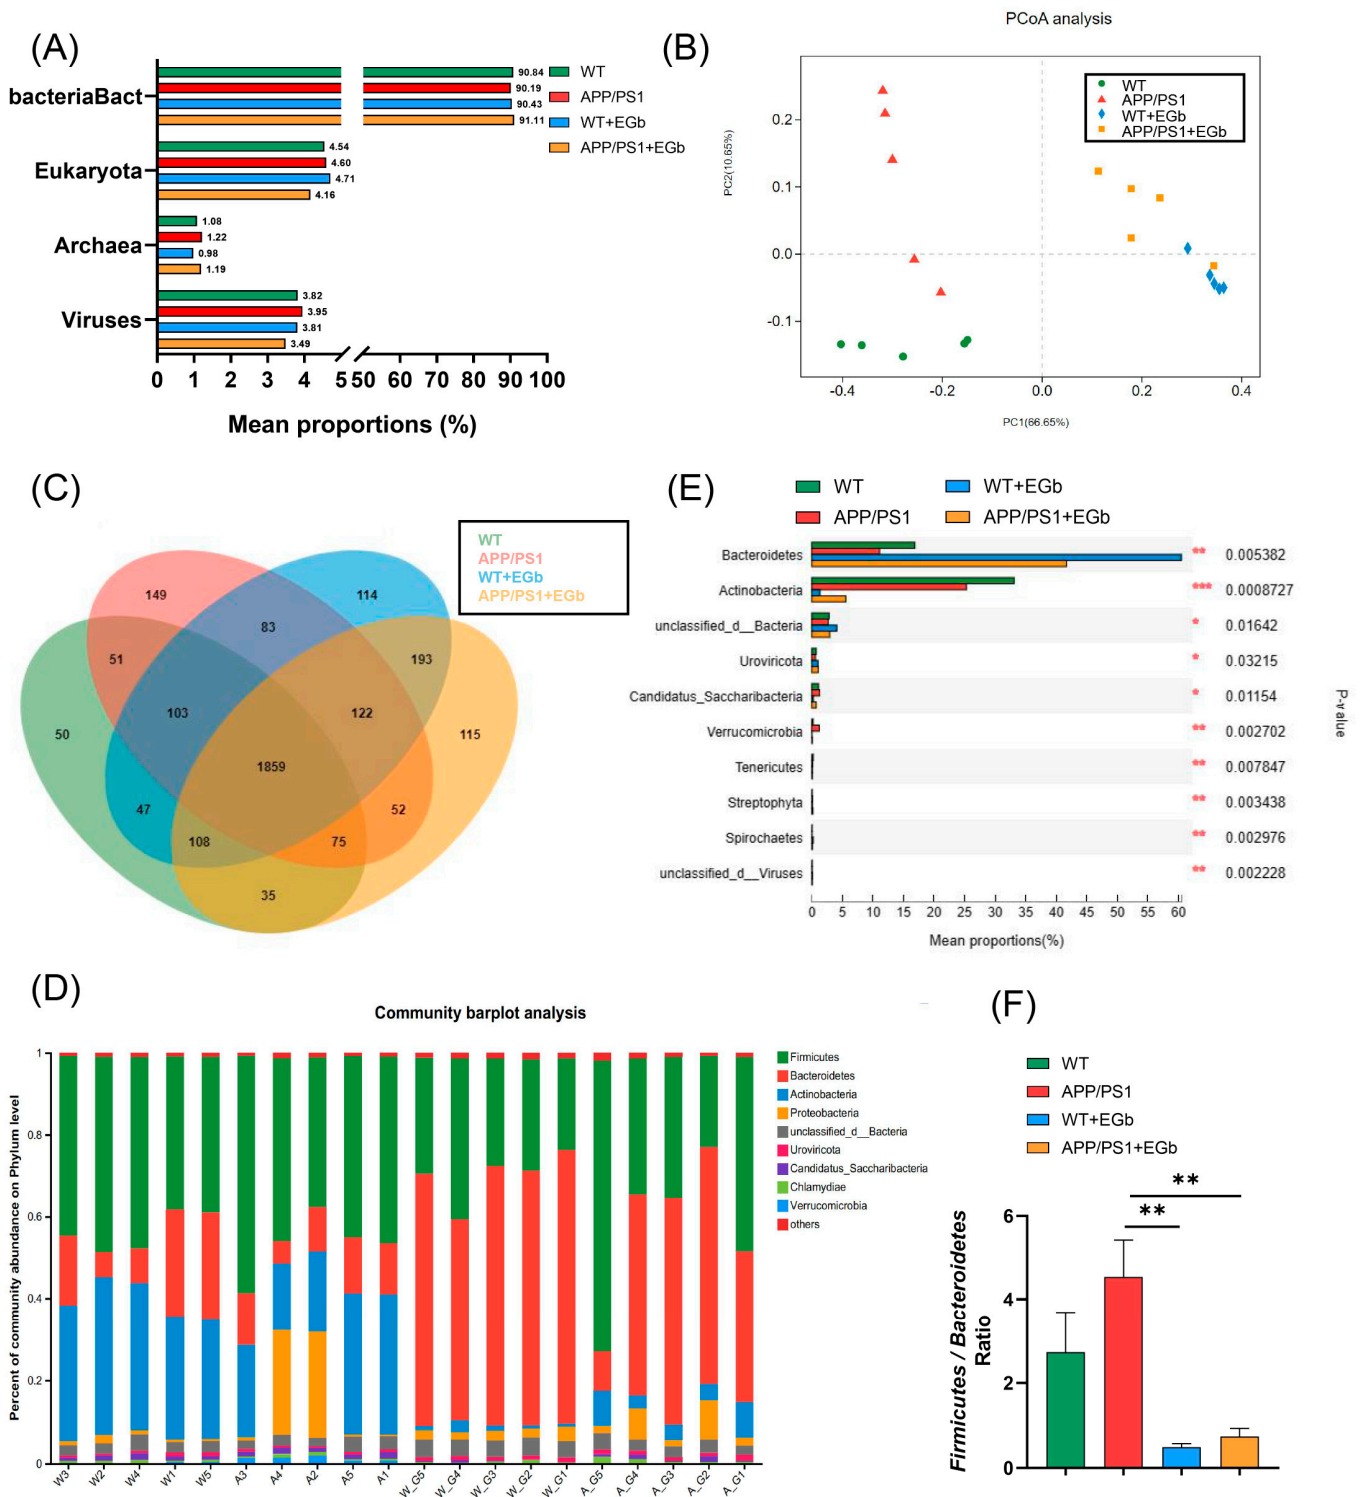 (A)
bacteriaBact
Eukaryota
Archaea
Viruses
90.84
90.19
90.43
91.11
4.54
4.60
4.71
4.16
1.08
1.22
0.98
1.19
3.82
3.95
3.81
3.49
WT
APP/PS1
WT+EGb
APP/PS1+EGb
0 1 2 3 4 5 50 60 70 80 90 100
Mean proportions (%)
(B)
PCoA analysis
WT
APP/PS1
WT+EGb
APP/PS1+EGb
PC2(10.65%)
0.2
0.1
0.0
-0.1
-0.4 -0.2 0.0 0.2 0.4
PC1(66.65%)
(C)
WT
APP/PS1
WT+EGb
APP/PS1+EGb
149
114
83
51
193
103
122
50
115
1859
47
52
108
75
35
(E)
WT
WT+EGb
APP/PS1
APP/PS1+EGb
Bacteroidetes ** 0.005382
Actinobacteria *** 0.0008727
unclassified_d__Bacteria * 0.01642
Uroviricota * 0.03215
Candidatus_Saccharibacteria * 0.01154
Verrucomicrobia ** 0.002702
Tenericutes ** 0.007847
Streptophyta ** 0.003438
Spirochaetes ** 0.002976
unclassified_d__Viruses ** 0.002228
P-value
0 5 10 15 20 25 30 35 40 45 50 55 60
Mean proportions(%)
(D)
Community barplot analysis
Percent of community abundance on Phylum level
1
0.8
0.6
0.4
0.2
0
W3 W2 W4 W1 W5 A3 A4 A2 A5 A1 W_G5 W_G4 W_G3 W_G2 W_G1 A_G5 A_G4 A_G3 A_G2 A_G1
Firmicutes
Bacteroidetes
Actinobacteria
Proteobacteria
unclassified_d__Bacteria
Uroviricota
Candidatus_Saccharibacteria
Chlamydiae
Verrucomicrobia
others
(F)
WT
APP/PS1
WT+EGb
APP/PS1+EGb
**
**
Firmicutes / Bacteroidetes
Ratio
6
4
2
0